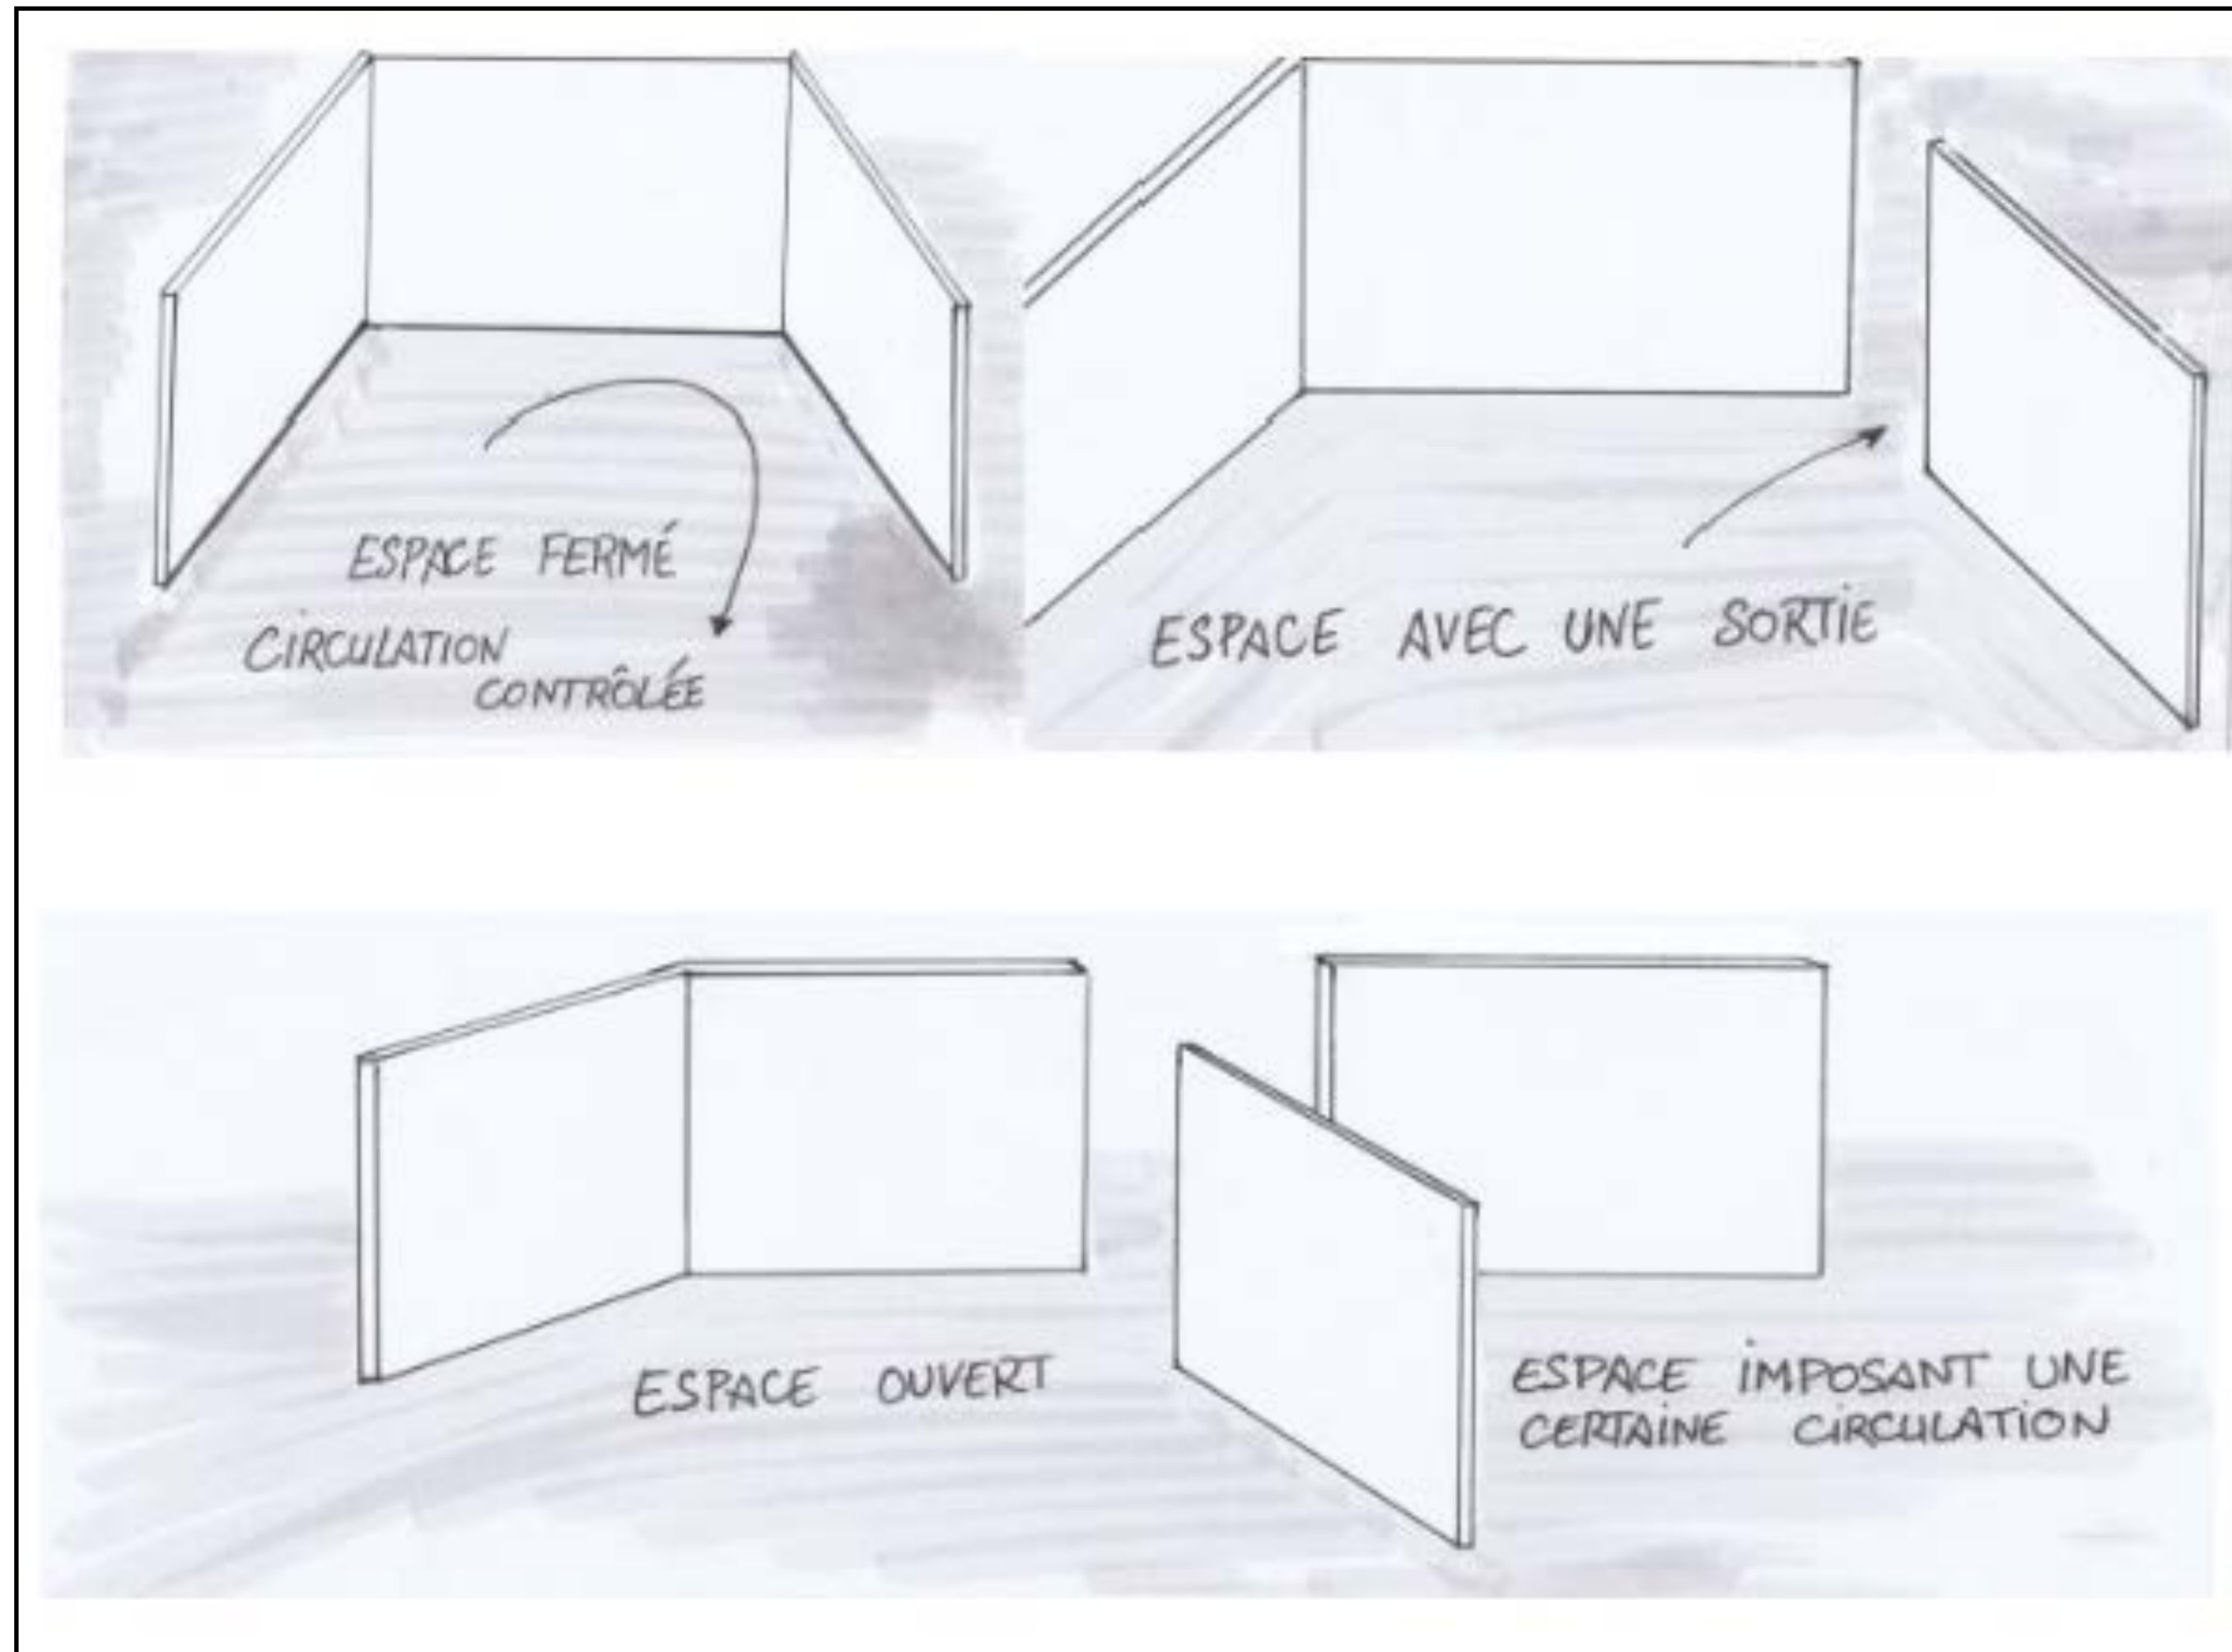 ESPACE FERMÉ
CIRCULATION
CONTRÔLÉE
ESPACE AVEC UNE SORTIE
ESPACE OUVERT
ESPACE IMPOSANT UNE
CERTAINE CIRCULATION